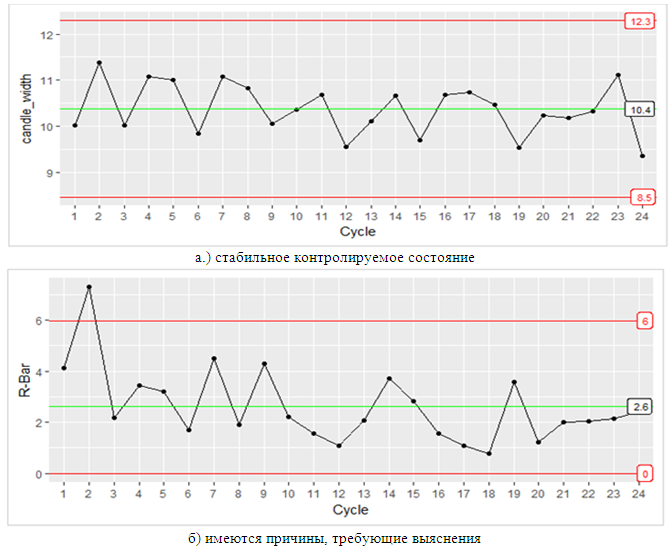 12.3
12
11
10.4
10
9
8.5
candle_width
1 2 3 4 5 6 7 8 9 10 11 12 13 14 15 16 17 18 19 20 21 22 23 24
Cycle
а.) стабильное контролируемое состояние
6
6
4
2.6
2
0
0
R-Bar
1 2 3 4 5 6 7 8 9 10 11 12 13 14 15 16 17 18 19 20 21 22 23 24
Cycle
б) имеются причины, требующие выяснения